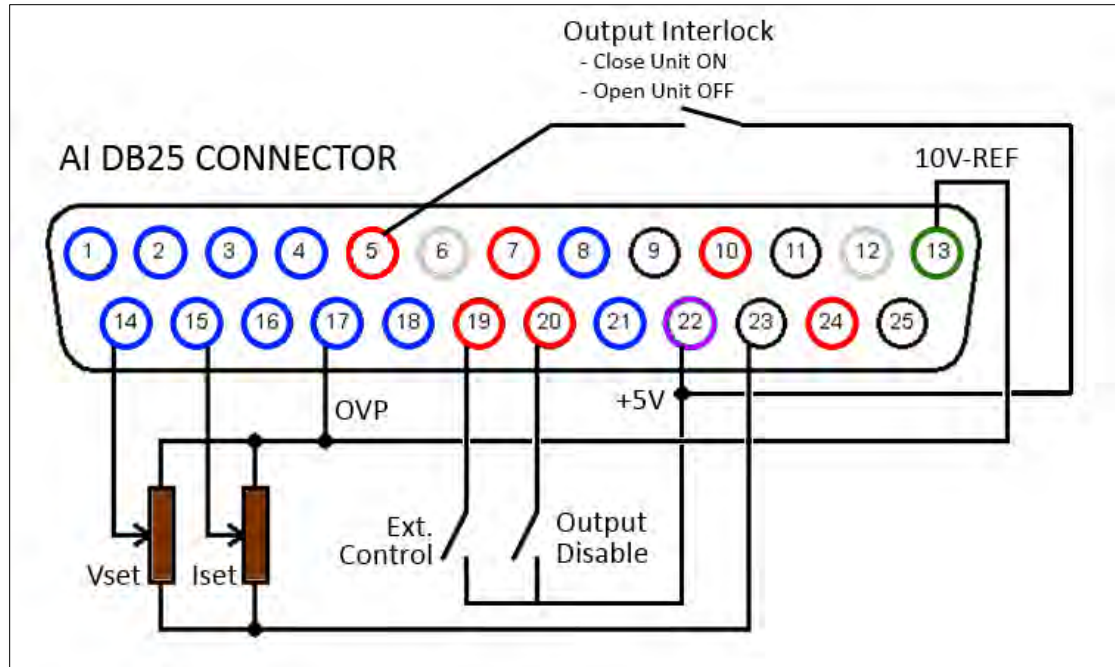 Output Interlock
- Close Unit ON
- Open Unit OFF
AI DB25 CONNECTOR
10V-REF
1 2 3 4 5 6 7 8 9 10 11 12 13
14 15 16 17 18 19 20 21 22 23 24 25
+5V
OVP
Ext. Control
Output Disable
Vset
Iset